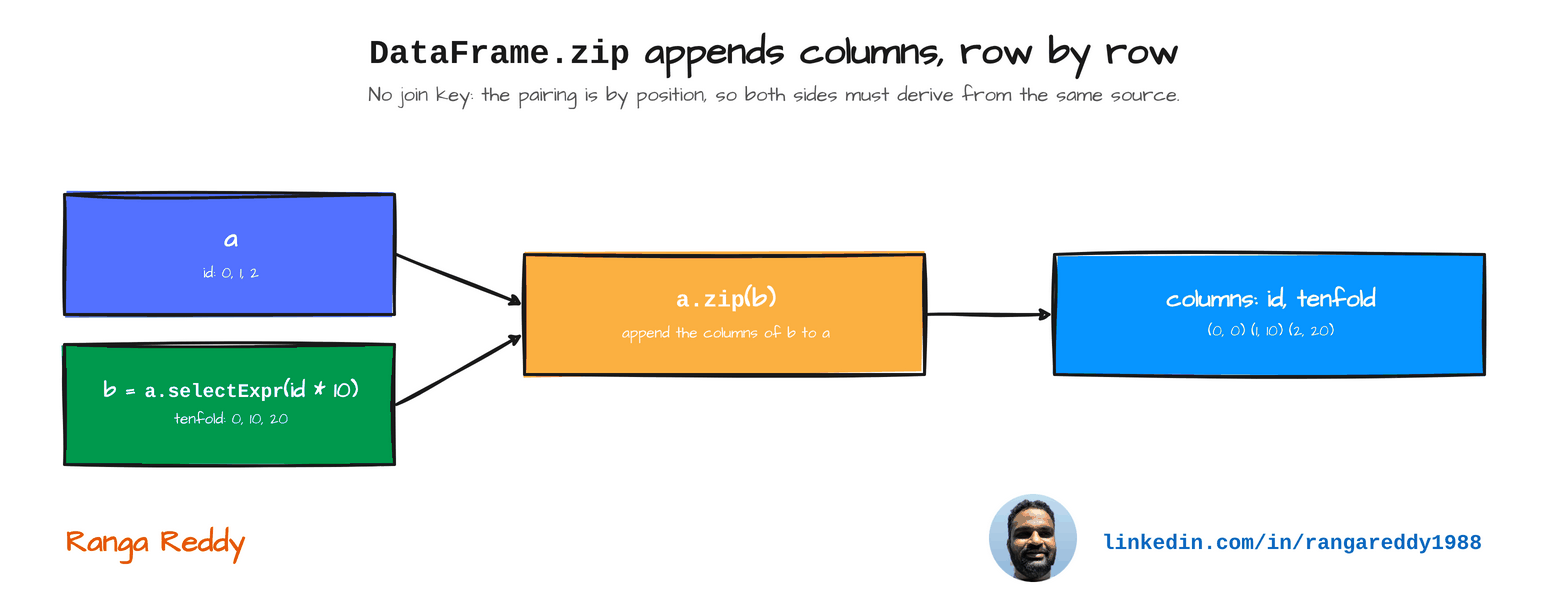 DataFrame.zip appends columns, row by row
No join key: the pairing is by position, so both sides must derive from the same source.
a
id: 0, 1, 2
b = a.selectExpr(id * 10)
tenfold: 0, 10, 20
a.zip(b)
append the columns of b to a
columns: id, tenfold
(0, 0) (1, 10) (2, 20)
Ranga Reddy
linkedin.com/in/rangareddy1988